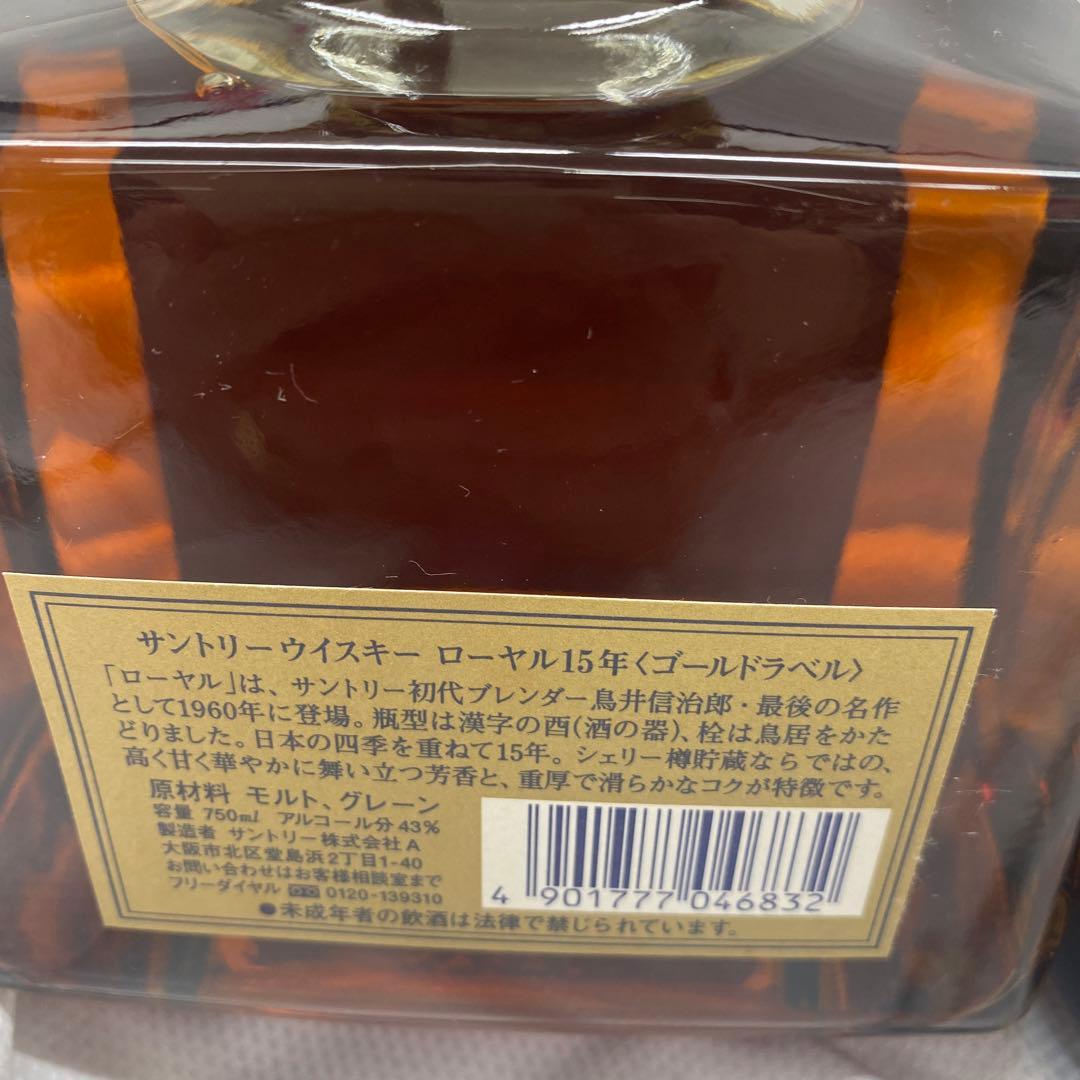 サントリーウイスキー ローヤル15年〈ゴールドラベル〉
「ローヤル」は、サントリー初代ブレンダー鳥井信治郎・最後の名作
として1960年に登場。瓶型は漢字の酉(酒の器)、栓は鳥居をかた
どりました。日本の四季を重ねて15年。シェリー樽貯蔵ならではの、
高く甘く華やかに舞い立つ芳香と、重厚で滑らかなコクが特徴です。
原材料 モルト、グレーン
容量 750ml アルコール分 43%
製造者 サントリー株式会社 A
大阪市北区堂島浜2丁目1-40
お問い合わせはお客様相談室まで
フリーダイヤル 0120-139310
4 901777 046832
●未成年者の飲酒は法律で禁じられています。